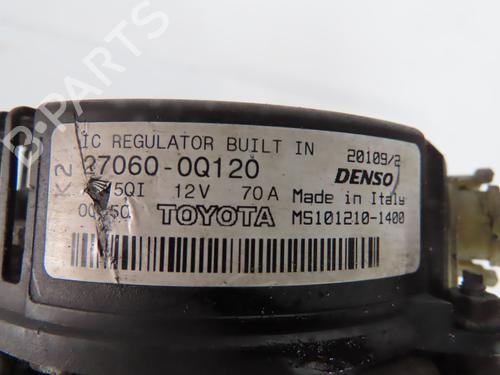 B-PARTS
IC REGULATOR BUILT IN
K2 27060-0Q120 20109/2
5QI 12V 70A DENSO
Made in Italy
TOYOTA MS101210-1400